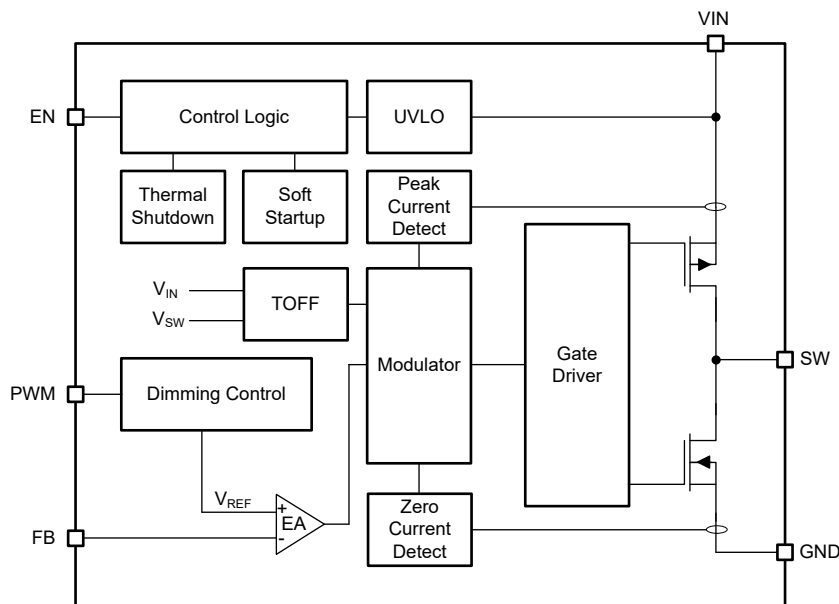 VIN
EN
Control Logic
UVLO
Thermal
Shutdown
Soft
Startup
Peak
Current
Detect
VIN
VSW
TOFF
Modulator
Gate
Driver
SW
PWM
Dimming Control
VREF
+
EA
-
FB
Zero
Current
Detect
GND